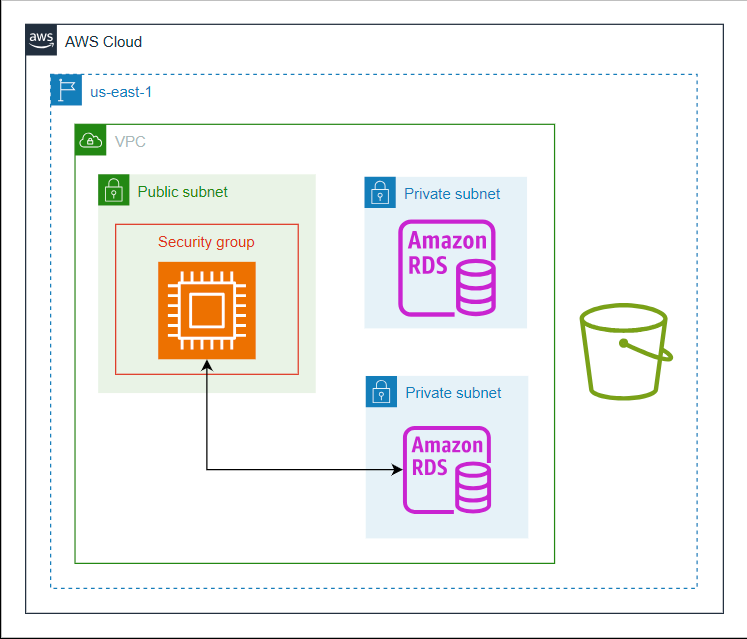 aws
AWS Cloud
us-east-1
VPC
Public subnet
Security group
Private subnet
Amazon
RDS
Private subnet
Amazon
RDS